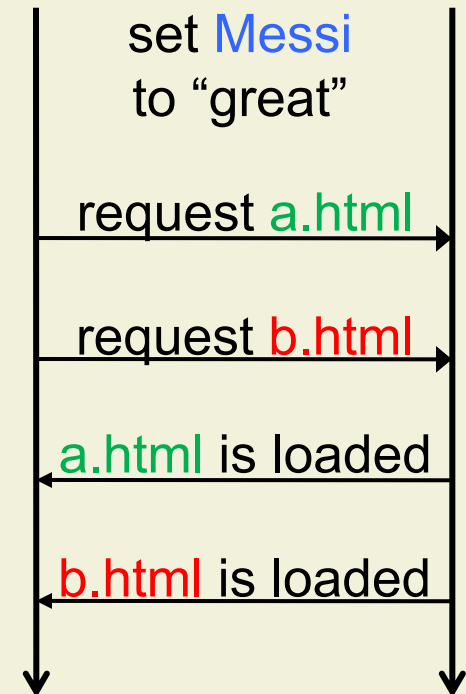 set Messi
to “great”
request a.html
request b.html
a.html is loaded
b.html is loaded